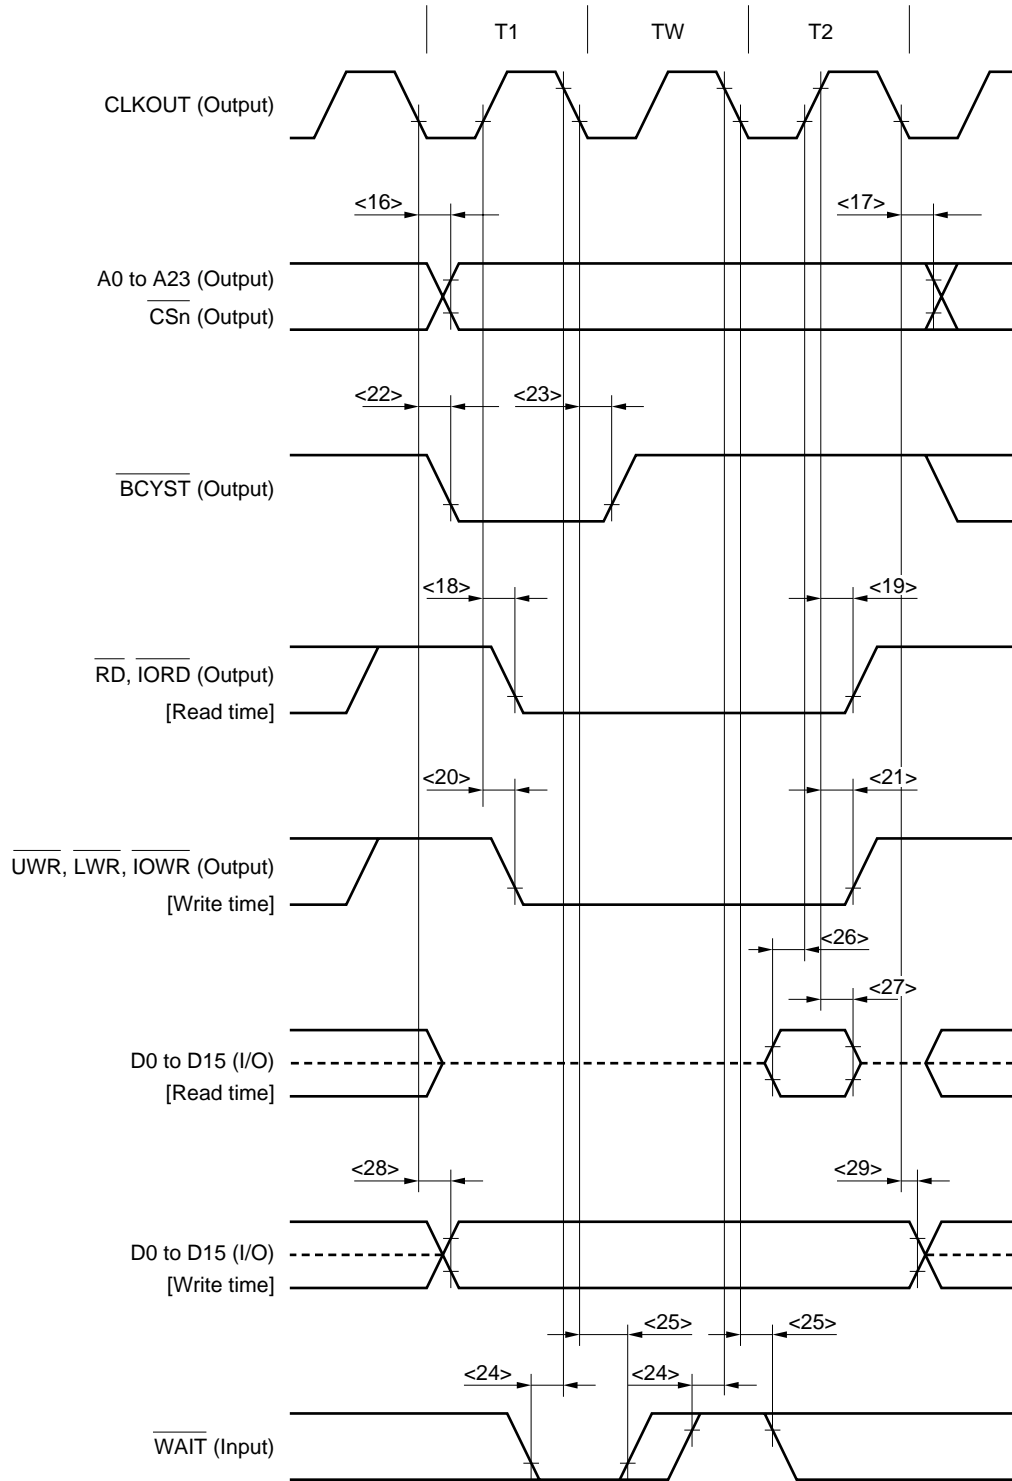 T1 TW T2
CLKOUT (Output)
<16> <17>
A0 to A23 (Output)
CSn (Output)
<22> <23>
BCYST (Output)
<18> <19>
RD, IORD (Output)
[Read time]
<20> <21>
UWR, LWR, IOWR (Output)
[Write time]
<26>
<27>
D0 to D15 (I/O)
[Read time]
<28> <29>
D0 to D15 (I/O)
[Write time]
<25> <25>
<24> <24>
WAIT (Input)